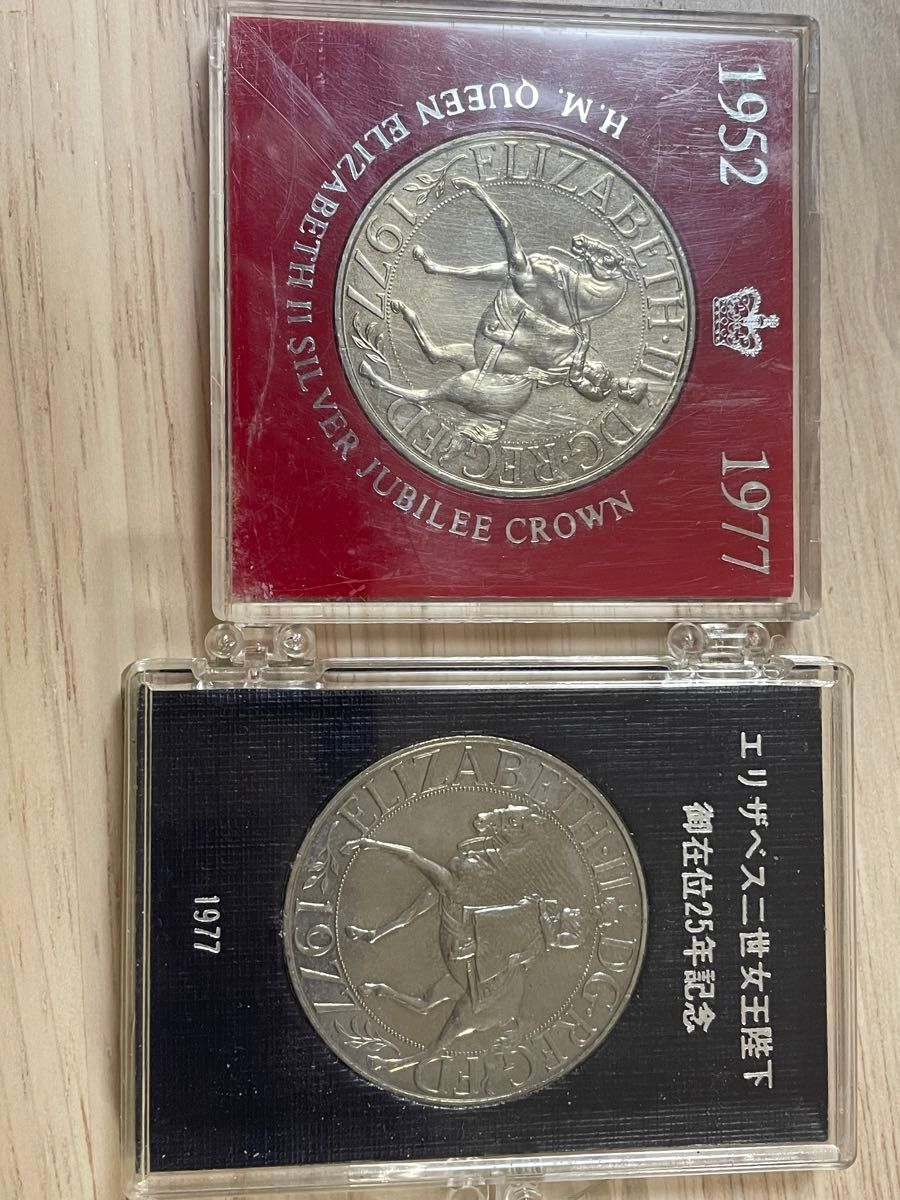 1952 1977
ELIZABETH·II D·G·REG F·D 1977
H.M. QUEEN ELIZABETH II SILVER JUBILEE CROWN
エリザベス二世女王陛下
御在位25年記念
ELIZABETH·II D·G·REG F·D 1977
1977